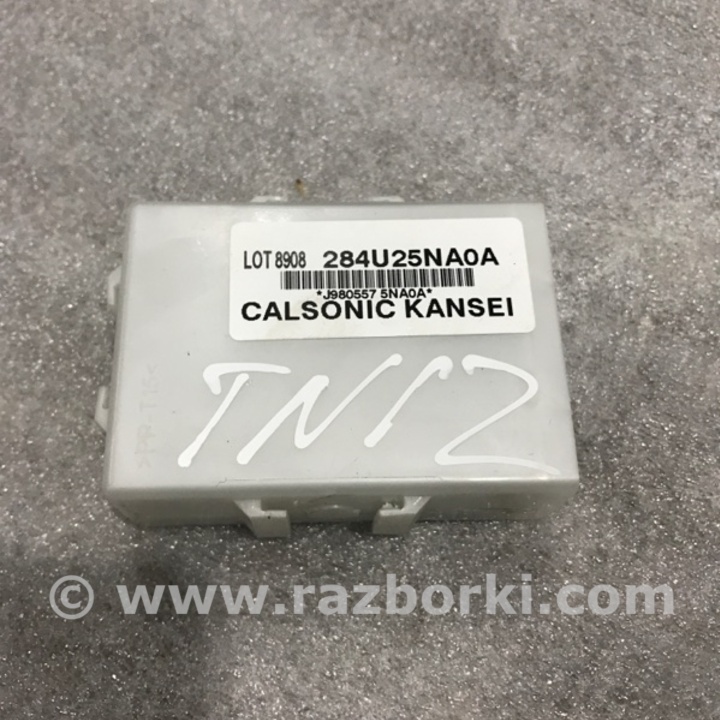 LOT 8908 284U25NA0A
*J980557 5NA0A*
CALSONIC KANSEI
TN12
© www.razborki.com